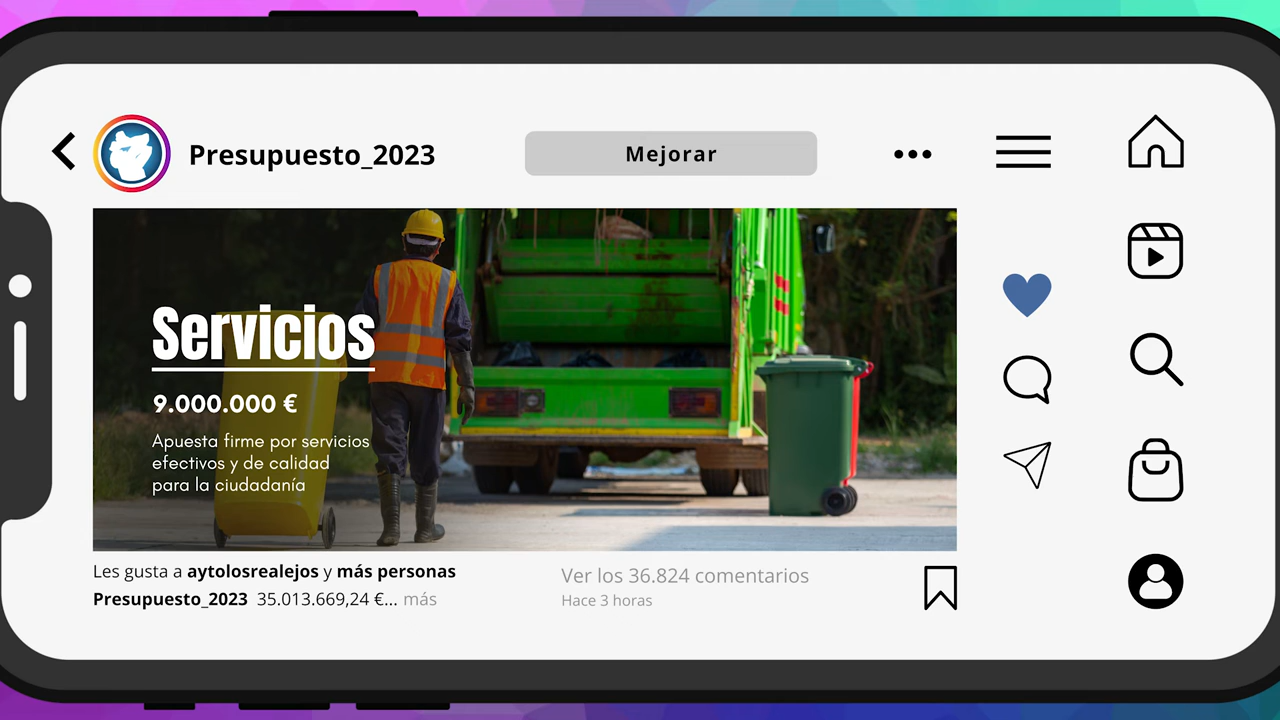 Presupuesto_2023
Mejorar
Servicios
9.000.000 €
Apuesta firme por servicios
efectivos y de calidad
para la ciudadanía
Les gusta a aytolosrealejos y más personas
Presupuesto_2023 35.013.669,24 €... más
Ver los 36.824 comentarios
Hace 3 horas